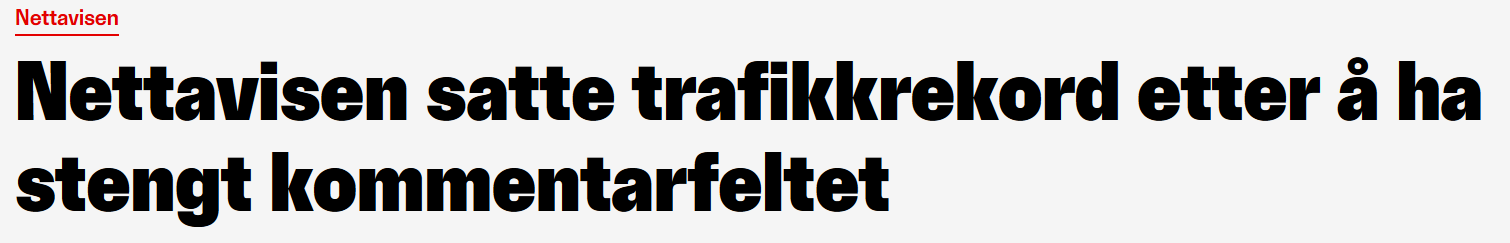 Nettavisen
Nettavisen satte trafikkrekord etter å ha
stengt kommentarfeltet